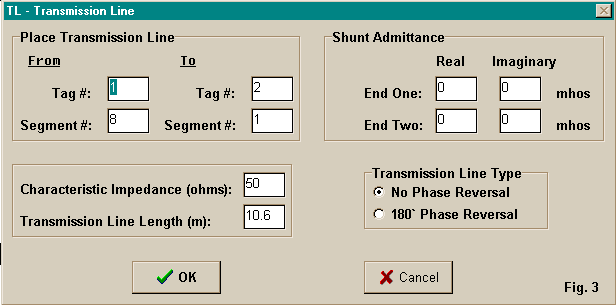 TL - Transmission Line
Place Transmission Line
From To
Tag #: 1 Tag #: 2
Segment #: 8 Segment #: 1
Shunt Admittance
Real Imaginary
End One: 0 0 mhos
End Two: 0 0 mhos
Characteristic Impedance (ohms): 50
Transmission Line Length (m): 10.6
Transmission Line Type
No Phase Reversal
180` Phase Reversal
OK
Cancel
Fig. 3